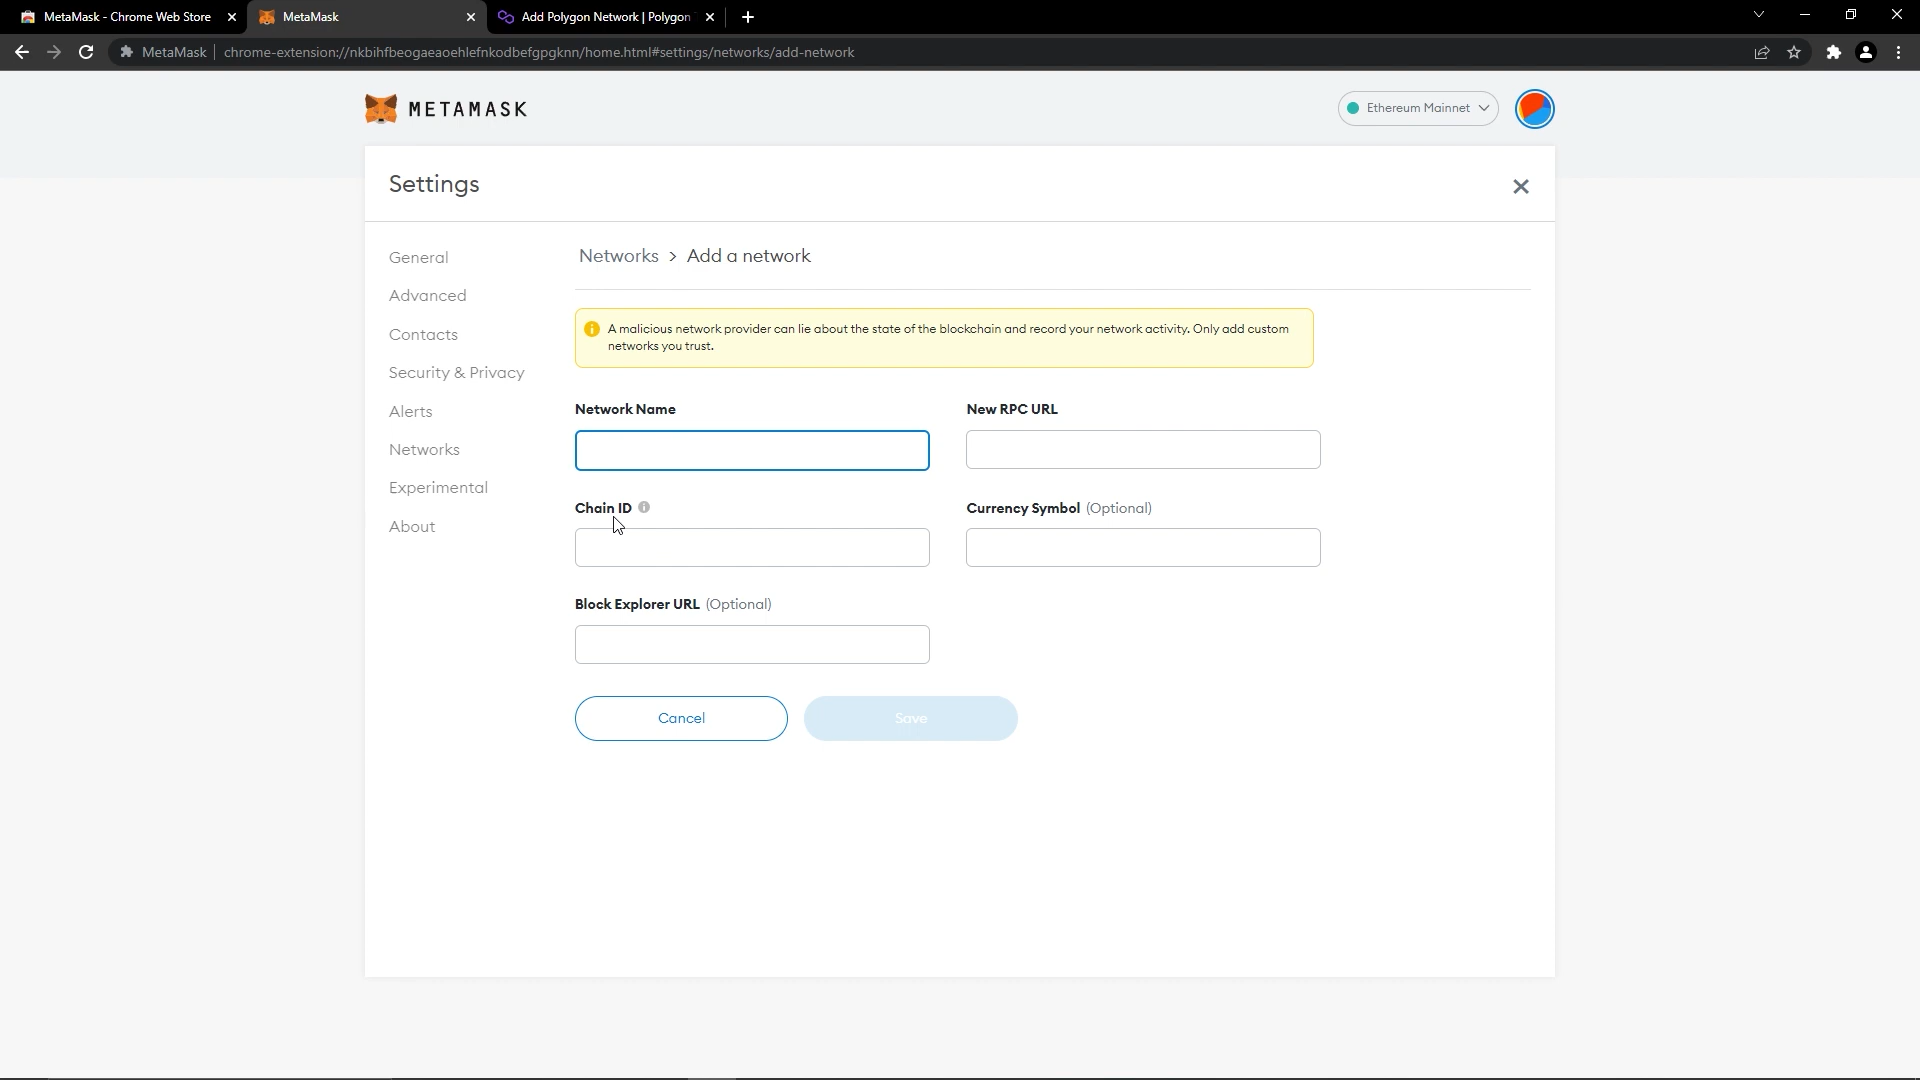 MetaMask - Chrome Web Store
MetaMask
Add Polygon Network | Polygon
MetaMask
chrome-extension://nkbihfbeogaeaoehlefnkodbefgpgknn/home.html#settings/networks/add-network
METAMASK
Ethereum Mainnet
Settings
General
Advanced
Contacts
Security & Privacy
Alerts
Networks
Experimental
About
Networks > Add a network
A malicious network provider can lie about the state of the blockchain and record your network activity. Only add custom
networks you trust.
Network Name
New RPC URL
Chain ID
Currency Symbol (Optional)
Block Explorer URL (Optional)
Cancel
Save